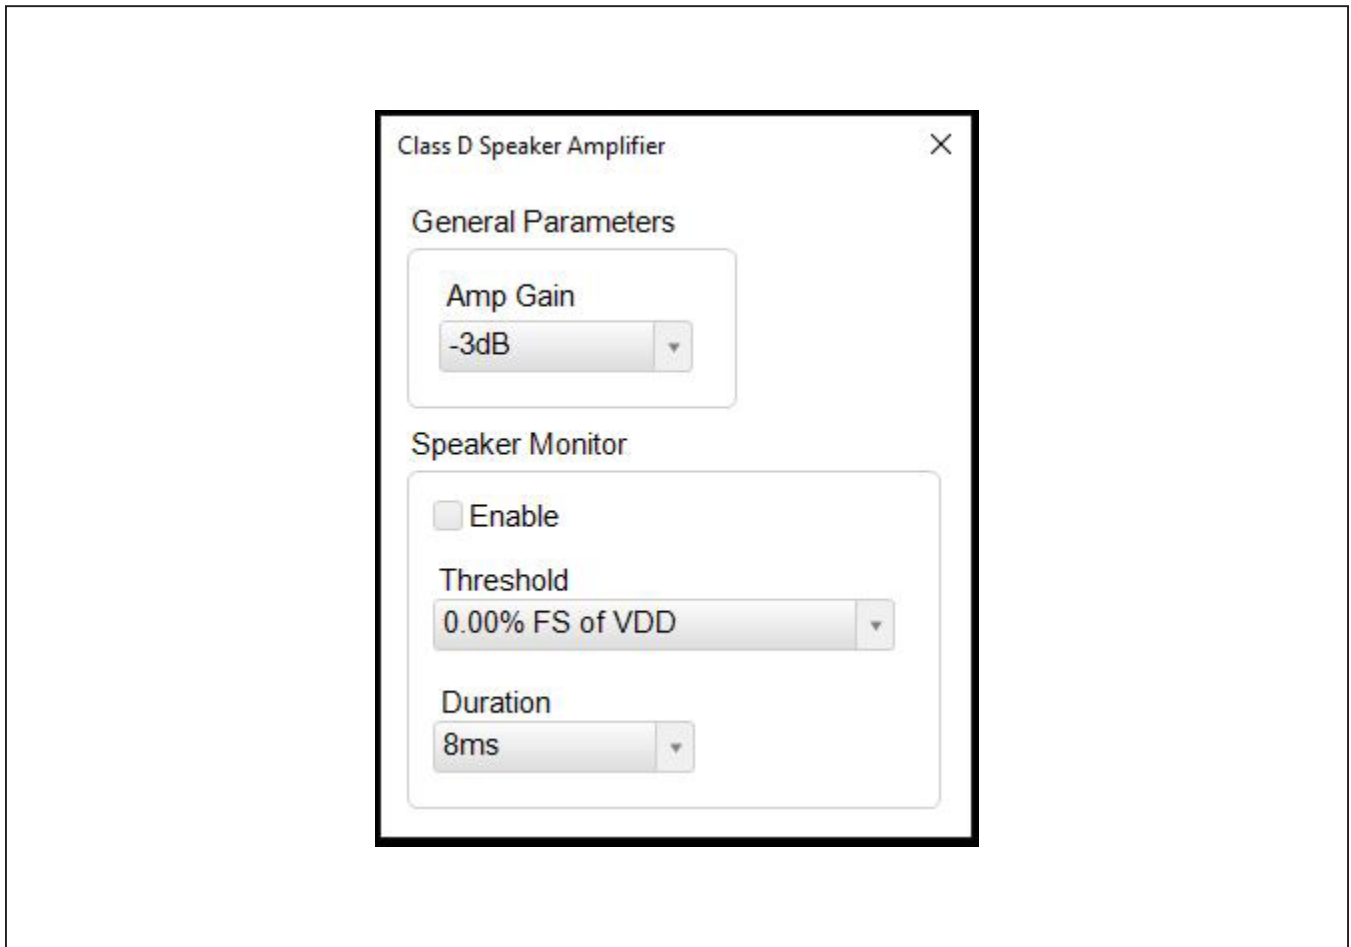 Class D Speaker Amplifier
General Parameters
Amp Gain
-3dB
Speaker Monitor
Enable
Threshold
0.00% FS of VDD
Duration
8ms